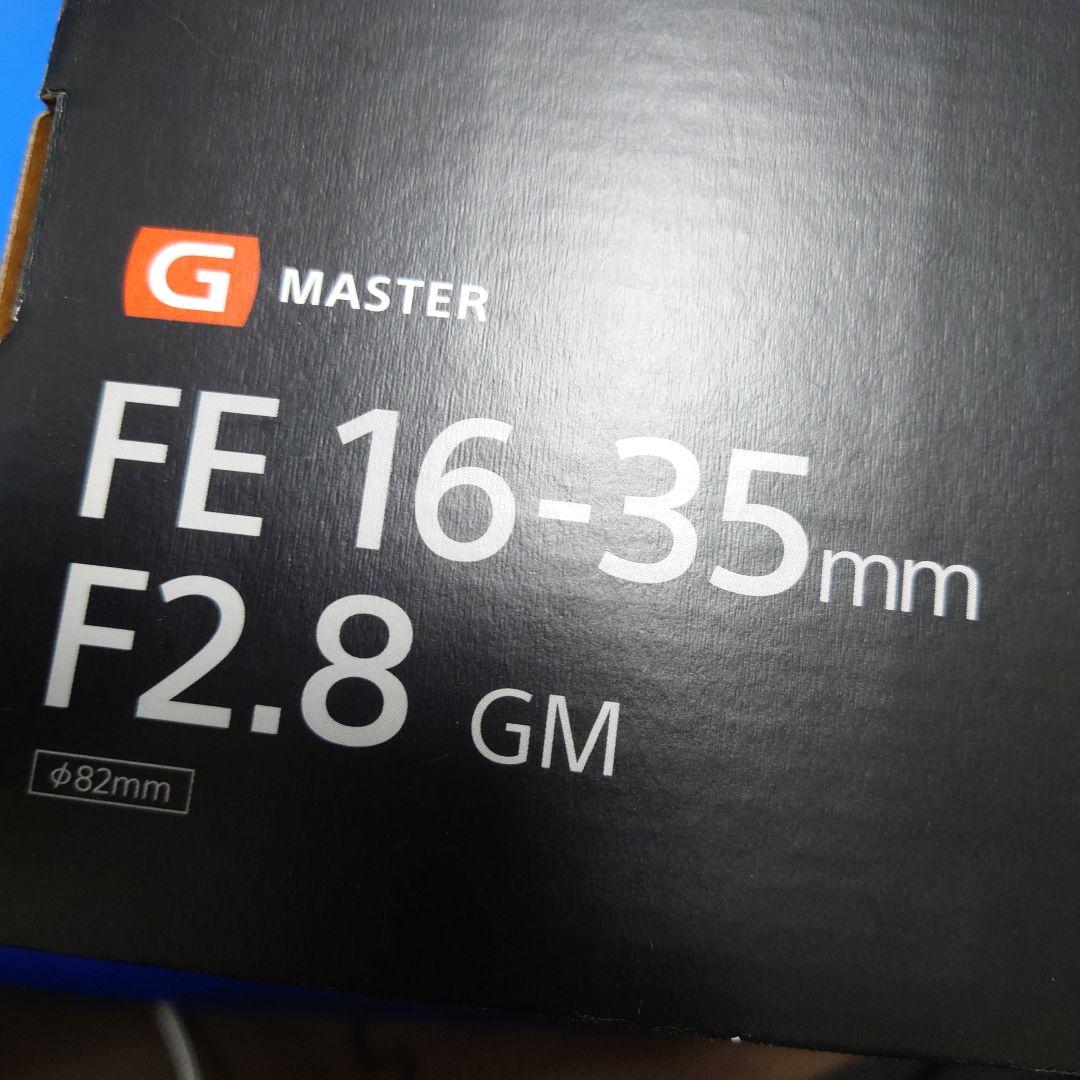 G MASTER
FE 16-35mm
F2.8 GM
φ82mm